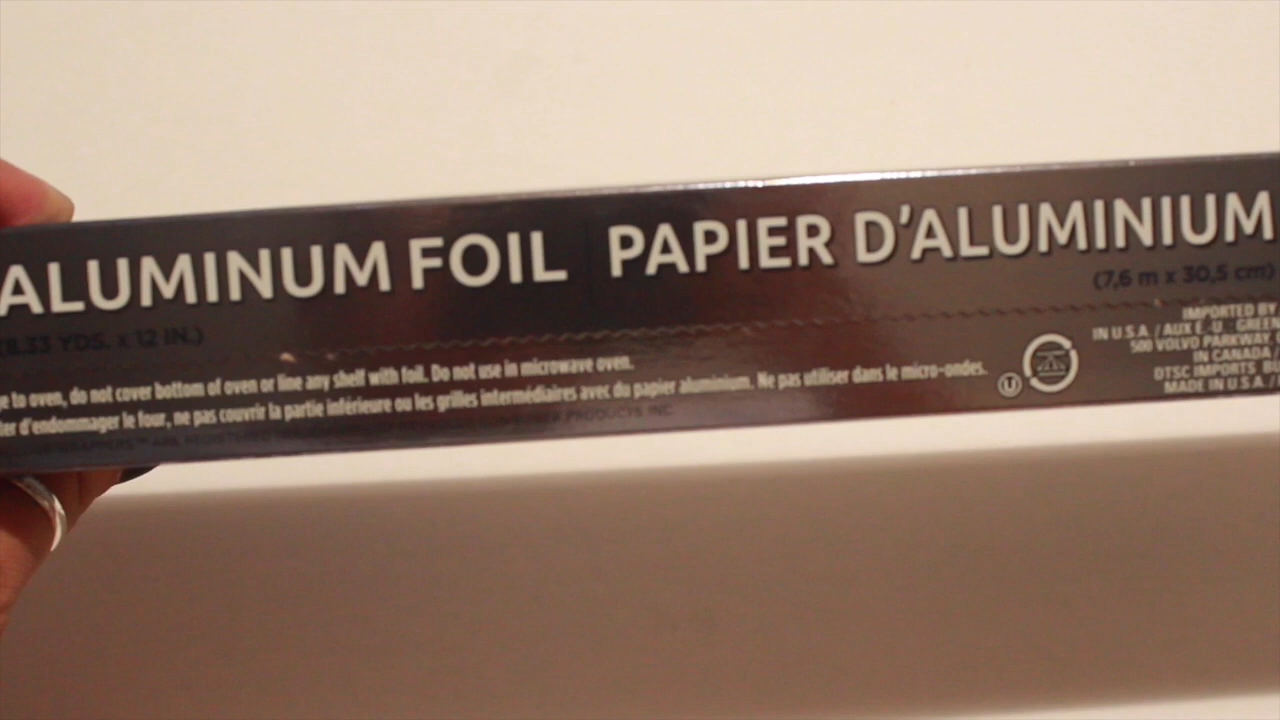 ALUMINUM FOIL PAPIER D'ALUMINIUM
(8.33 YDS. x 12 IN.) (7,6 m x 30,5 cm)
ge to oven, do not cover bottom of oven or line any shelf with foil. Do not use in microwave oven.
ter d'endommager le four, ne pas couvrir la partie inférieure ou les grilles intermédiaires avec du papier aluminium. Ne pas utiliser dans le micro-ondes.
PRODUCTS INC.
U
IMPORTED BY
IN U.S.A. / AUX É.-U. GREEN
500 VOLVO PARKWAY, C
IN CANADA /
DTSC IMPORTS
MADE IN U.S.A. /